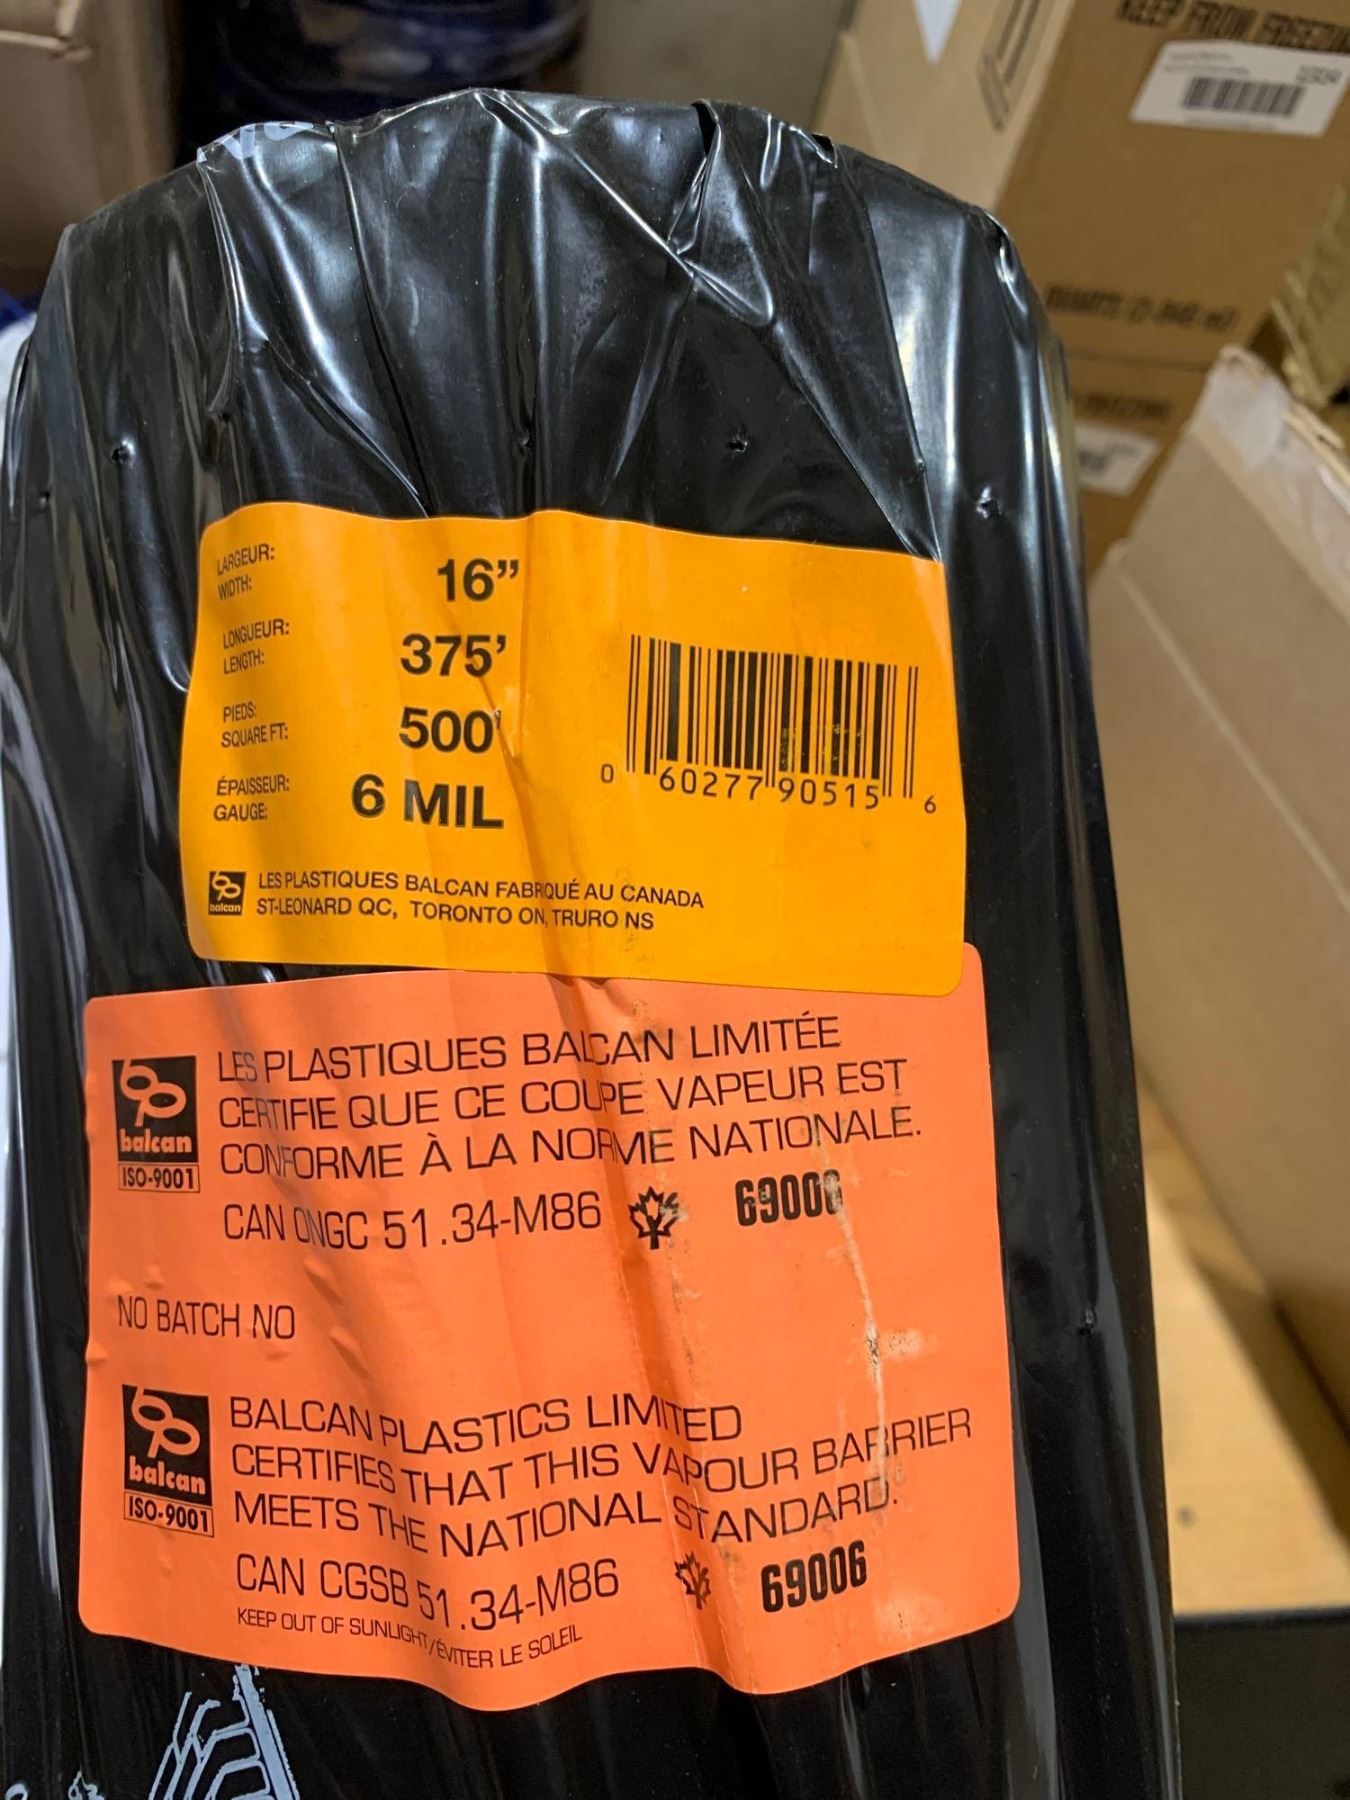 KEEP FROM FREEZING
LARGEUR:
WIDTH: 16"
LONGUEUR:
LENGTH: 375'
PIEDS:
SQUARE FT: 500'
ÉPAISSEUR:
GAUGE: 6 MIL
0 60277 90515 6
balcan
LES PLASTIQUES BALCAN FABRIQUÉ AU CANADA
ST-LEONARD QC, TORONTO ON, TRURO NS
balcan
ISO-9001
LES PLASTIQUES BALCAN LIMITÉE
CERTIFIE QUE CE COUPE VAPEUR EST
CONFORME À LA NORME NATIONALE.
CAN ONGC 51.34-M86 69006
NO BATCH NO
balcan
ISO-9001
BALCAN PLASTICS LIMITED
CERTIFIES THAT THIS VAPOUR BARRIER
MEETS THE NATIONAL STANDARD.
CAN CGSB 51.34-M86 69006
KEEP OUT OF SUNLIGHT/ÉVITER LE SOLEIL